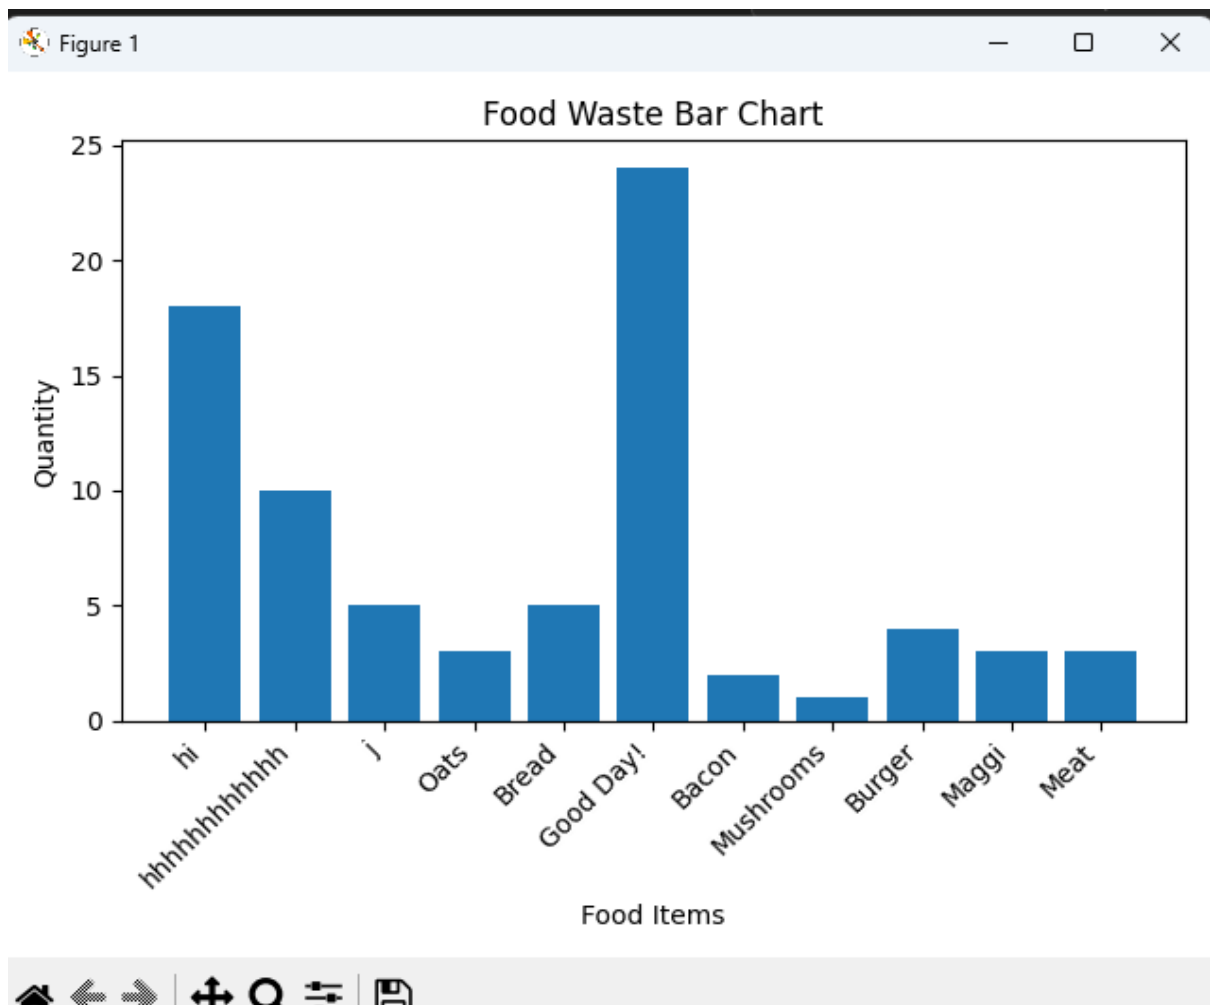 Figure 1
Food Waste Bar Chart
25
20
15
10
5
0
Quantity
hi
hhhhhhhhhhh
j
Oats
Bread
Good Day!
Bacon
Mushrooms
Burger
Maggi
Meat
Food Items